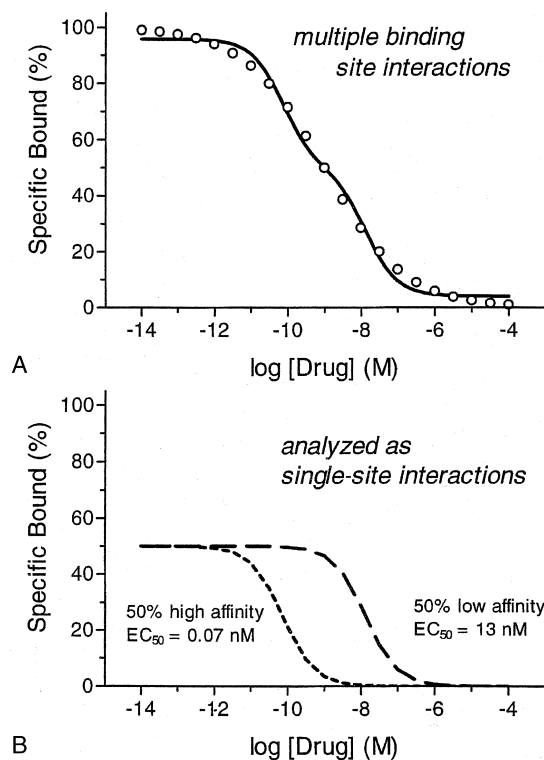 100
80
60
40
20
0
Specific Bound (%)
multiple binding
site interactions
-14 -12 -10 -8 -6 -4
log [Drug] (M)
A
100
80
60
40
20
0
Specific Bound (%)
analyzed as
single-site interactions
50% high affinity
EC50 = 0.07 nM
50% low affinity
EC50 = 13 nM
-14 -12 -10 -8 -6 -4
log [Drug] (M)
B